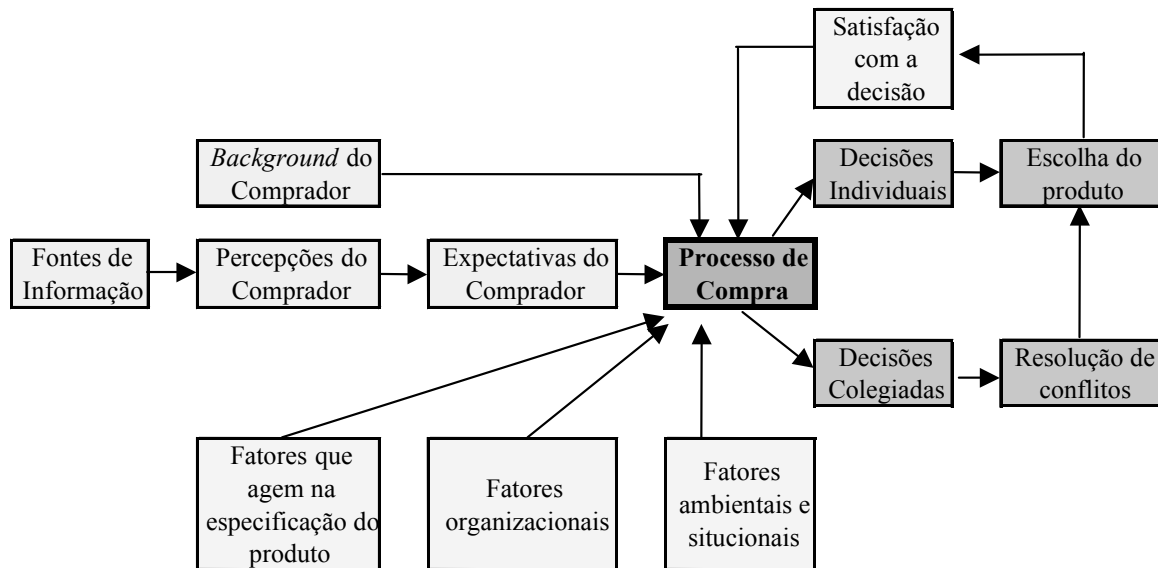 Satisfação
com a
decisão
Background do
Comprador
Decisões
Individuais
Escolha do
produto
Fontes de
Informação
Percepções do
Comprador
Expectativas do
Comprador
Processo de
Compra
Decisões
Colegiadas
Resolução de
conflitos
Fatores que
agem na
especificação do
produto
Fatores
organizacionais
Fatores
ambientais e
situcionais